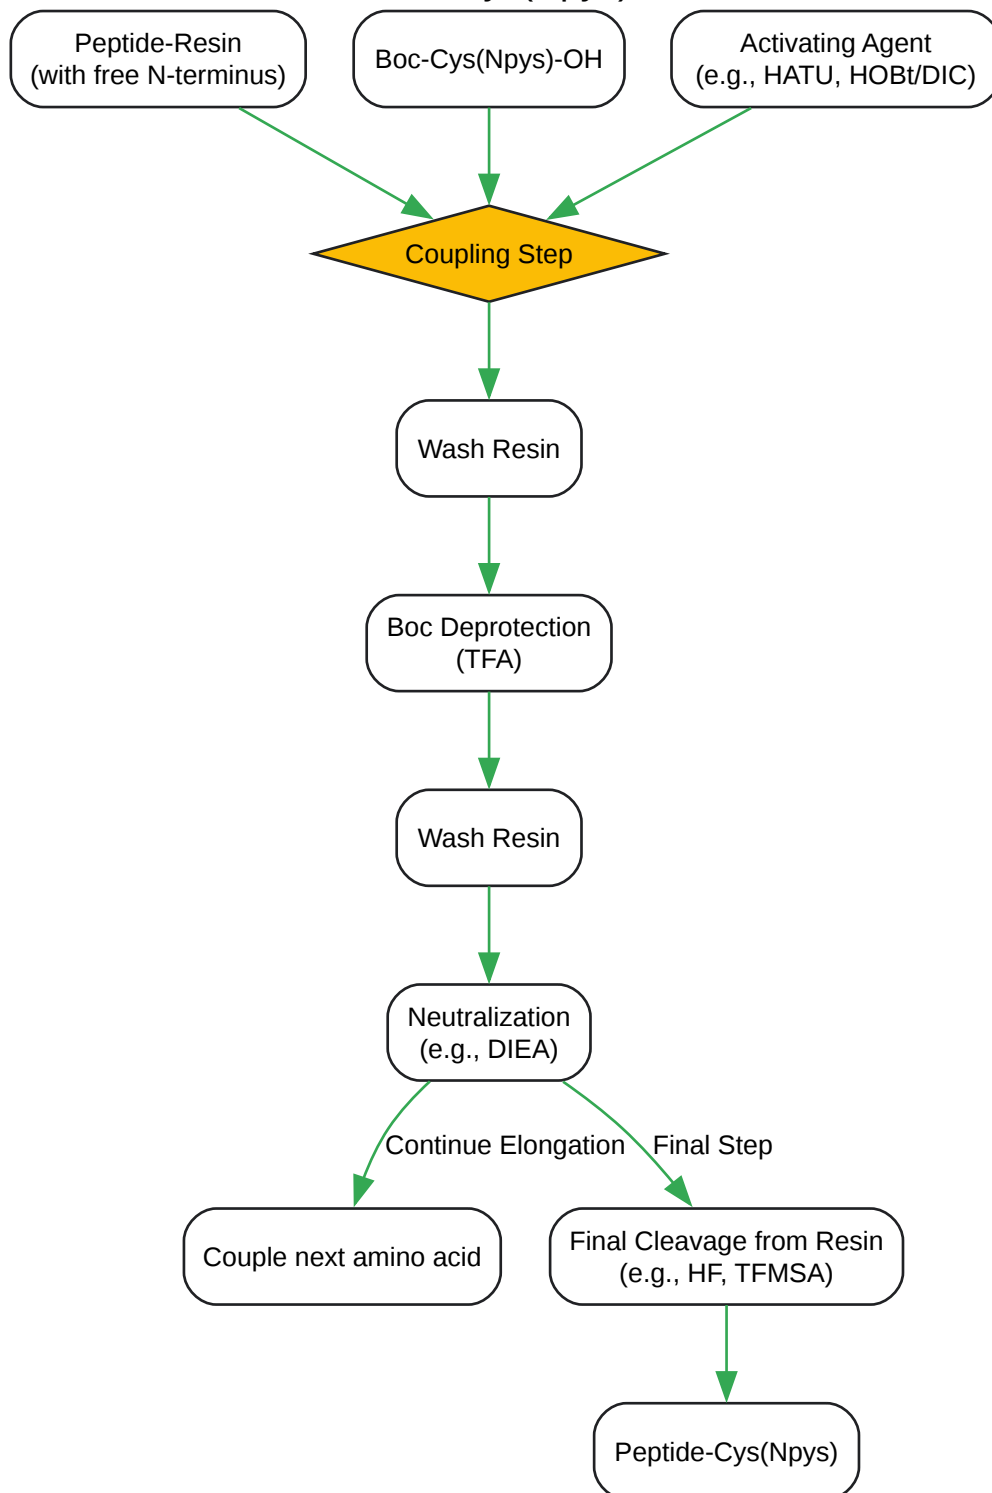 Peptide-Resin
(with free N-terminus)
Boc-Cys(Npys)-OH
Activating Agent
(e.g., HATU, HOBt/DIC)
Coupling Step
Wash Resin
Boc Deprotection
(TFA)
Wash Resin
Neutralization
(e.g., DIEA)
Continue Elongation
Final Step
Couple next amino acid
Final Cleavage from Resin
(e.g., HF, TFMSA)
Peptide-Cys(Npys)